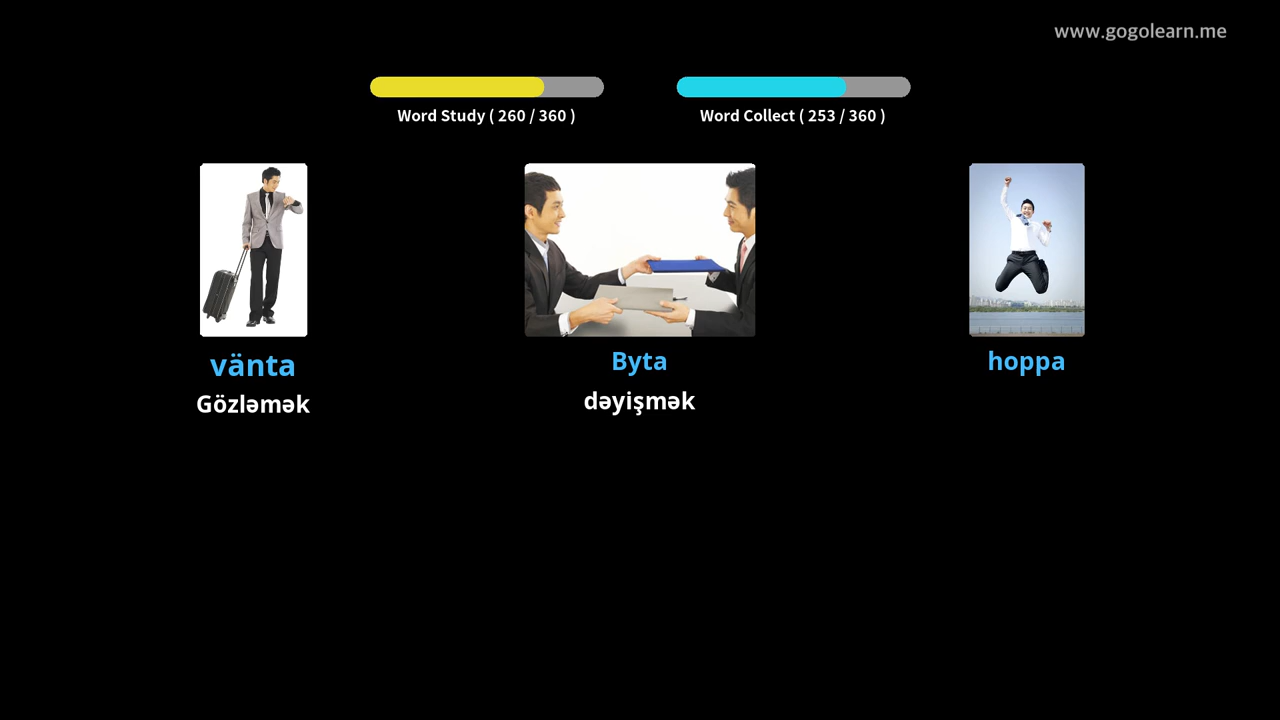 www.gogolearn.me
Word Study ( 260 / 360 )
Word Collect ( 253 / 360 )
vänta
Gözləmək
Byta
dəyişmək
hoppa